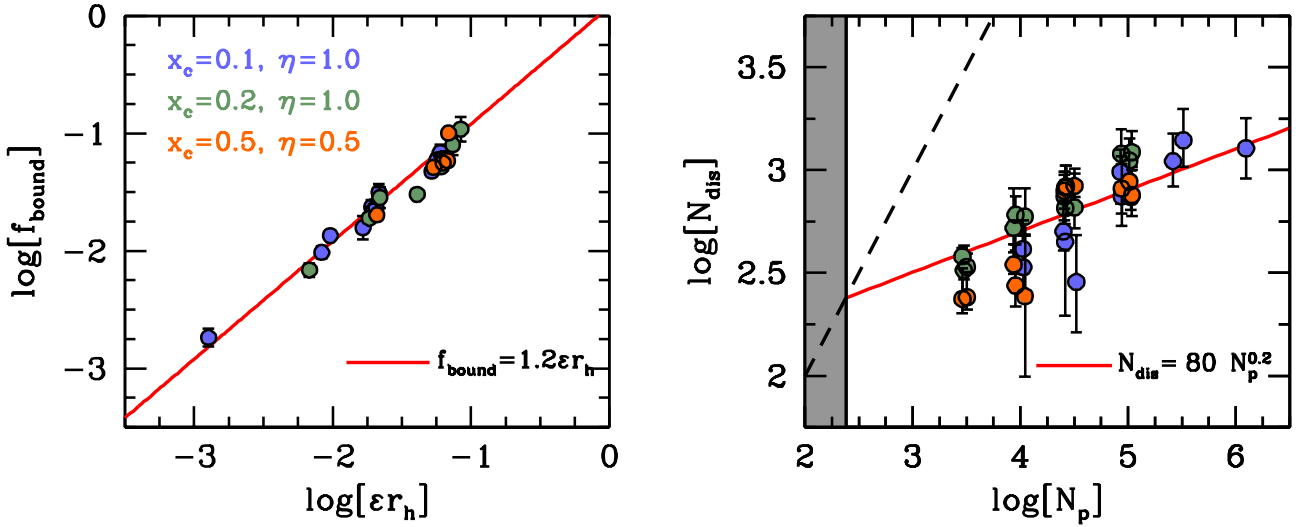 0
−1
−2
−3
log[f_bound]
x_c=0.1, η=1.0
x_c=0.2, η=1.0
x_c=0.5, η=0.5
f_bound=1.2εr_h
−3
−2
−1
0
log[εr_h]
3.5
3
2.5
2
log[N_dis]
N_dis= 80 N_p^0.2
2
3
4
5
6
log[N_p]